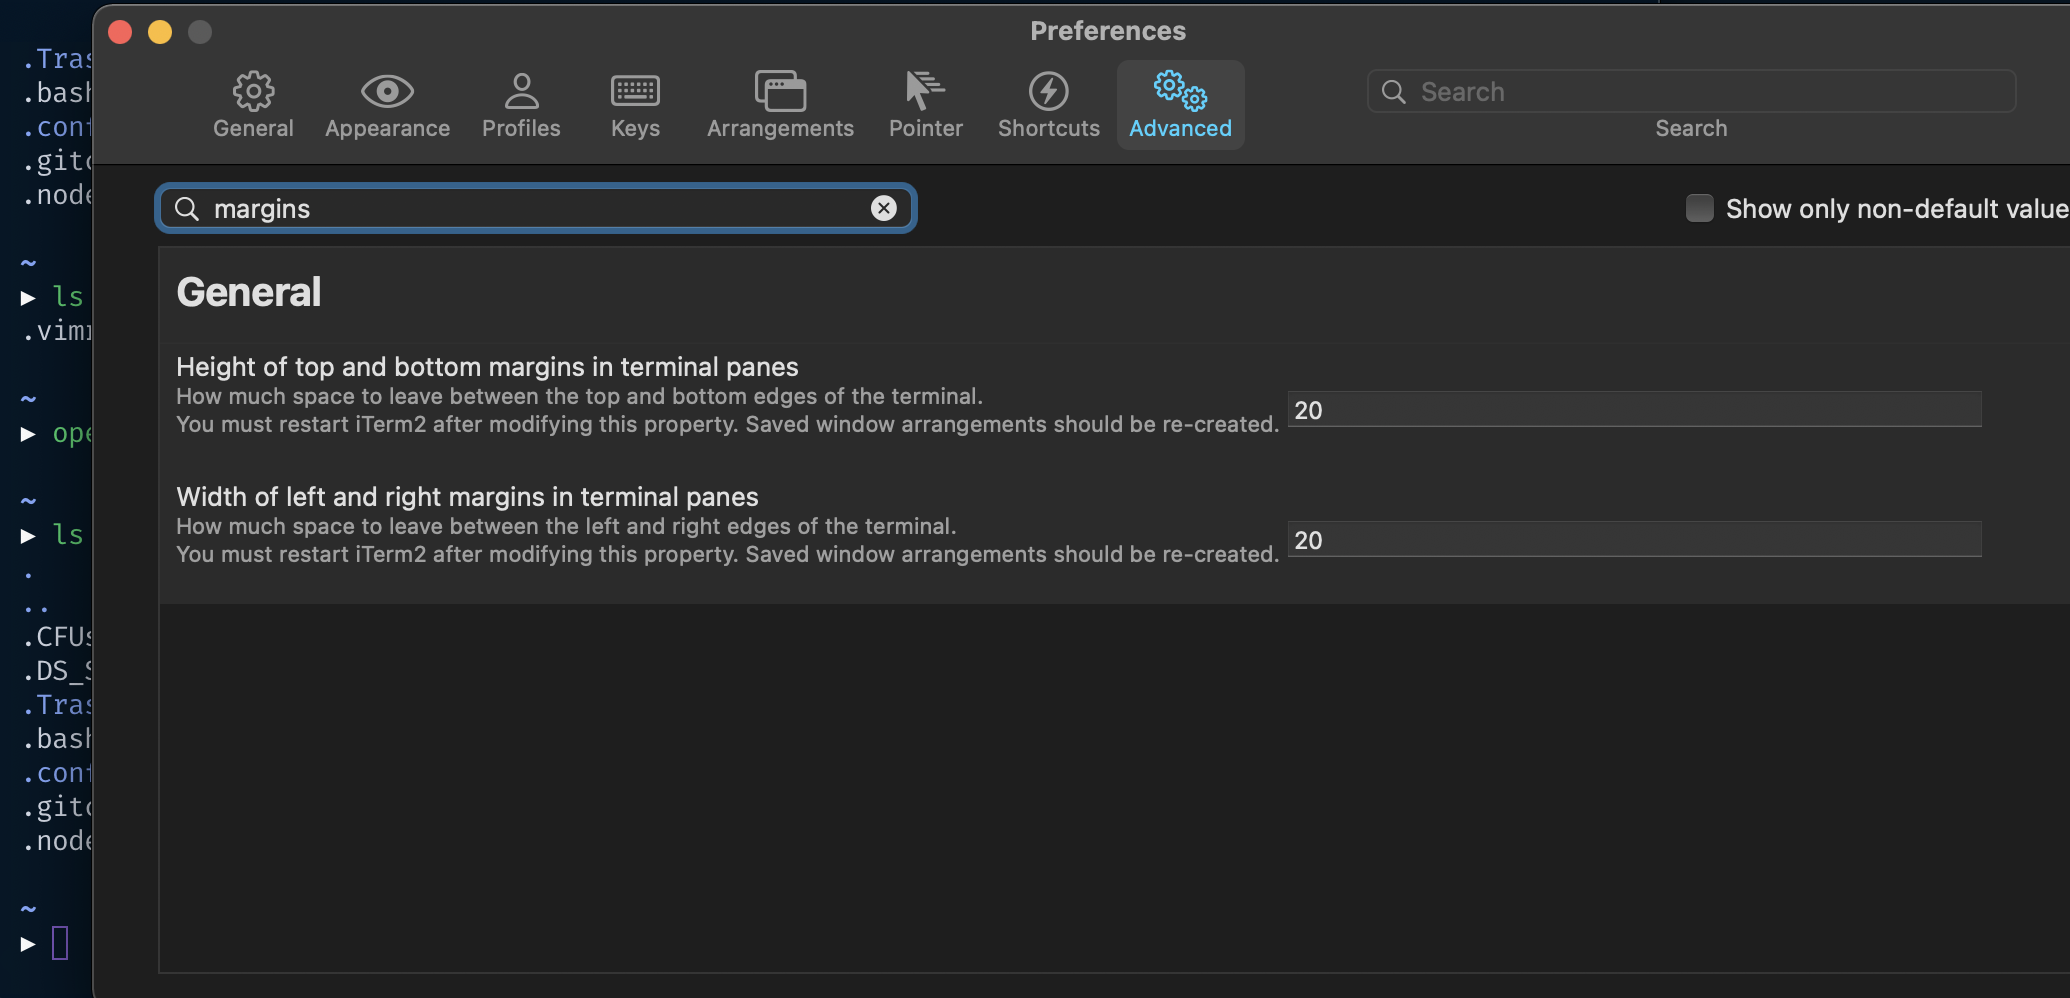 Preferences
General
Appearance
Profiles
Keys
Arrangements
Pointer
Shortcuts
Advanced
Search
Search
margins
Show only non-default value
General
Height of top and bottom margins in terminal panes
How much space to leave between the top and bottom edges of the terminal.
You must restart iTerm2 after modifying this property. Saved window arrangements should be re-created.
20
Width of left and right margins in terminal panes
How much space to leave between the left and right edges of the terminal.
You must restart iTerm2 after modifying this property. Saved window arrangements should be re-created.
20
.Tras
.bash
.conf
.gitc
.node
~
▶ ls
.vimr
~
▶ ope
~
▶ ls
.
..
.CFUs
.DS_S
.Tras
.bash
.conf
.gitc
.node
~
▶